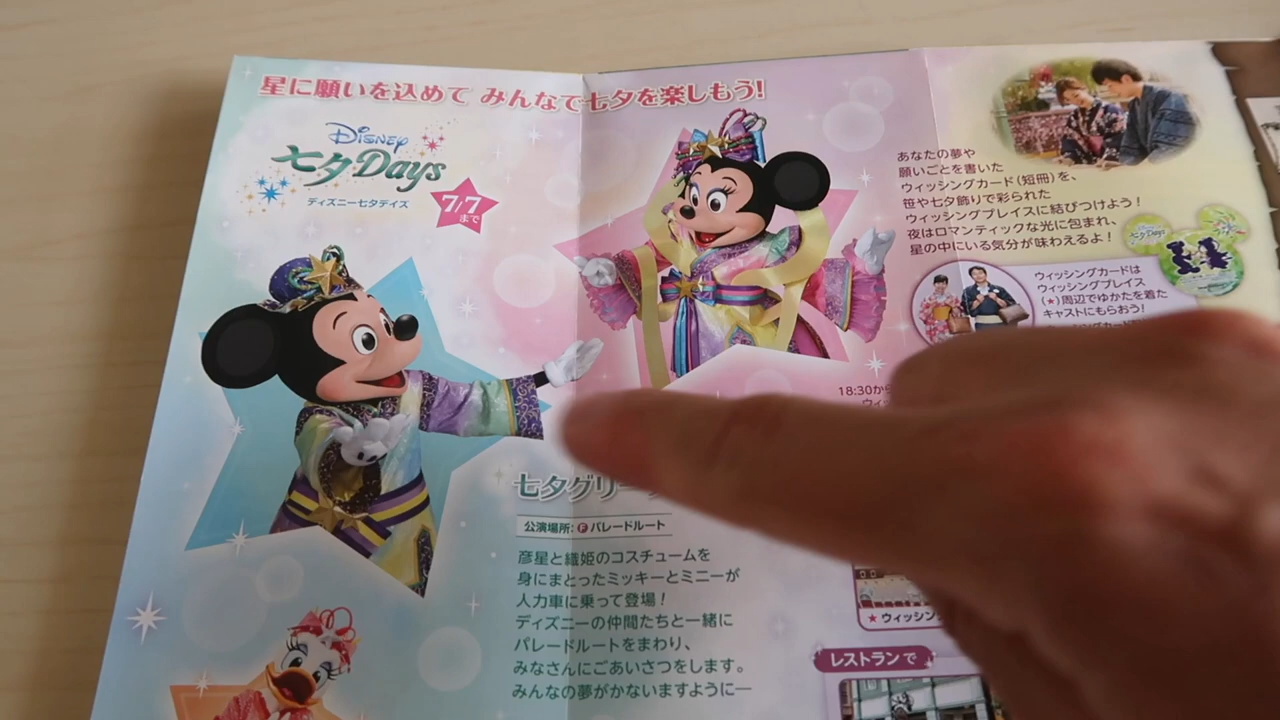 星に願いを込めて みんなで七夕を楽しもう!
Disney
七夕Days
ディズニー七夕デイズ
7/7
まで
七夕グリー
公演場所: F パレードルート
彦星と織姫のコスチュームを
身にまとったミッキーとミニーが
人力車に乗って登場!
ディズニーの仲間たちと一緒に
パレードルートをまわり、
みなさんにごあいさつをします。
みんなの夢がかないますように―
あなたの夢や
願いごとを書いた
ウィッシングカード(短冊)を、
笹や七夕飾りで彩られた
ウィッシングプレイスに結びつけよう!
夜はロマンティックな光に包まれ、
星の中にいる気分が味わえるよ!
七夕Days
ウィッシングカードは
ウィッシングプレイス
(★)周辺でゆかたを着た
キャストにもらおう!
18:30から
★ウィッシン
レストランで